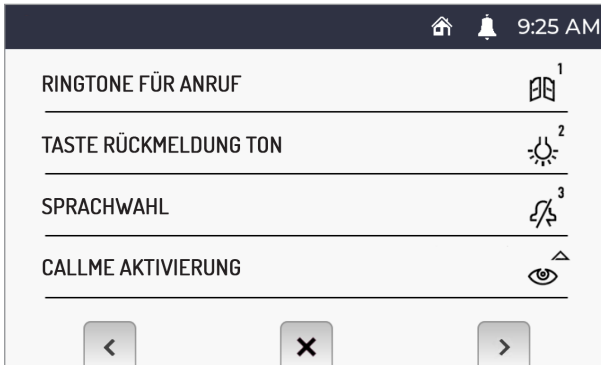 9:25 AM
RINGTONE FÜR ANRUF 1
TASTE RÜCKMELDUNG TON 2
SPRACHWAHL 3
CALLME AKTIVIERUNG